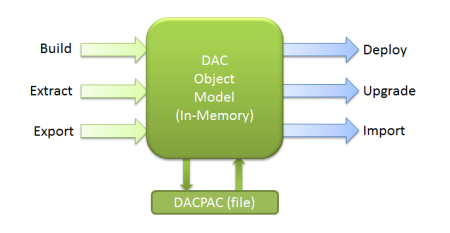 Build
Extract
Export
DAC
Object
Model
(In-Memory)
Deploy
Upgrade
Import
DACPAC (file)